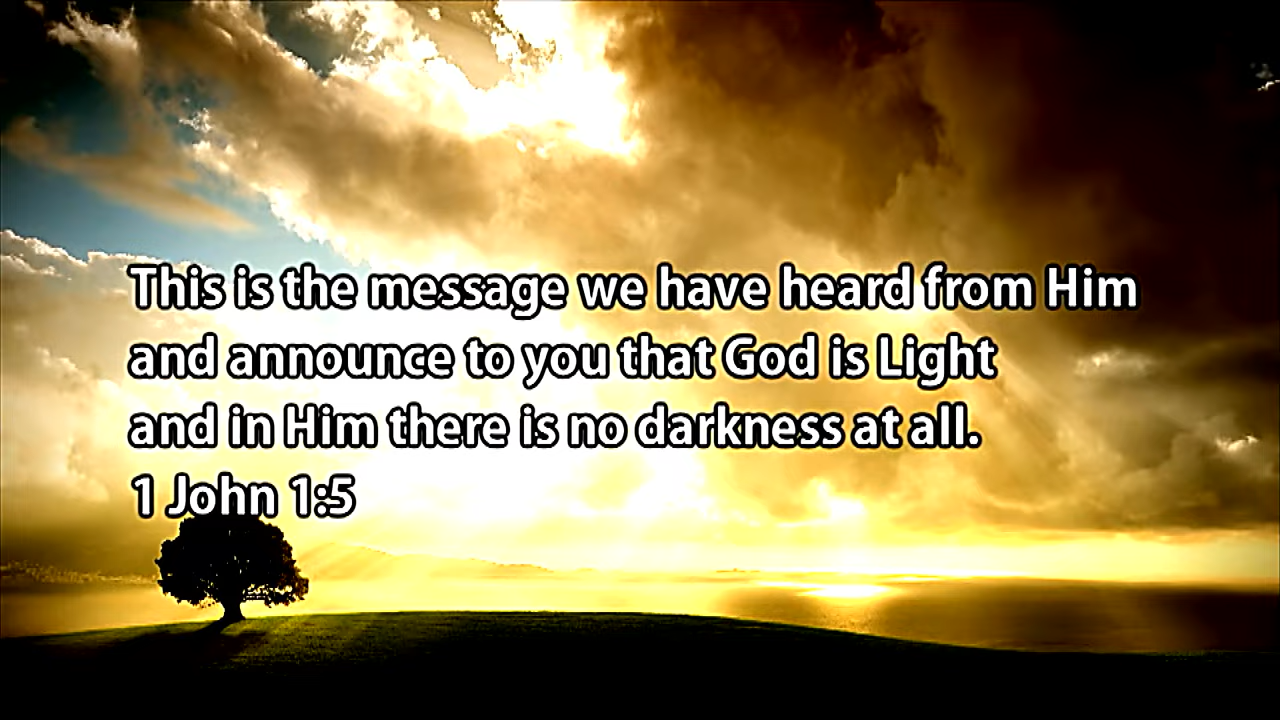 This is the message we have heard from Him
and announce to you that God is Light
and in Him there is no darkness at all.
1 John 1:5